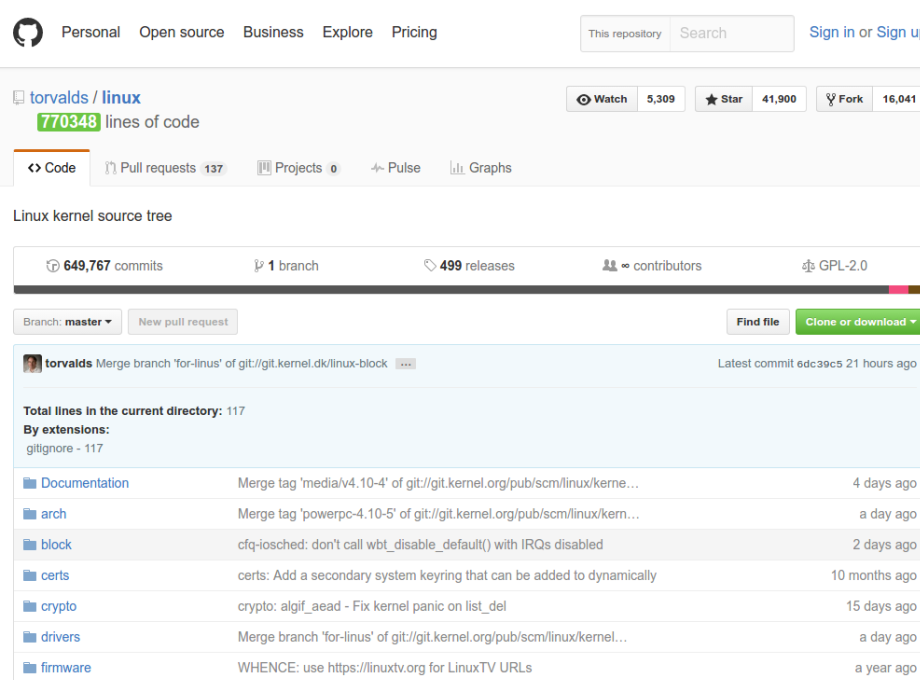 Personal Open source Business Explore Pricing This repository Search Sign in or Sign
torvalds / linux Watch 5,309 Star 41,900 Fork 16,041
770348 lines of code
Code Pull requests 137 Projects 0 Pulse Graphs
Linux kernel source tree
649,767 commits 1 branch 499 releases ∞ contributors GPL-2.0
Branch: master New pull request Find file Clone or download
torvalds Merge branch 'for-linus' of git://git.kernel.dk/linux-block … Latest commit 6dc39c5 21 hours ago
Total lines in the current directory: 117
By extensions:
gitignore - 117
Documentation Merge tag 'media/v4.10-4' of git://git.kernel.org/pub/scm/linux/kerne… 4 days ago
arch Merge tag 'powerpc-4.10-5' of git://git.kernel.org/pub/scm/linux/kern… a day ago
block cfq-iosched: don't call wbt_disable_default() with IRQs disabled 2 days ago
certs certs: Add a secondary system keyring that can be added to dynamically 10 months ago
crypto crypto: algif_aead - Fix kernel panic on list_del 15 days ago
drivers Merge branch 'for-linus' of git://git.kernel.org/pub/scm/linux/kernel… a day ago
firmware WHENCE: use https://linuxtv.org for LinuxTV URLs a year ago